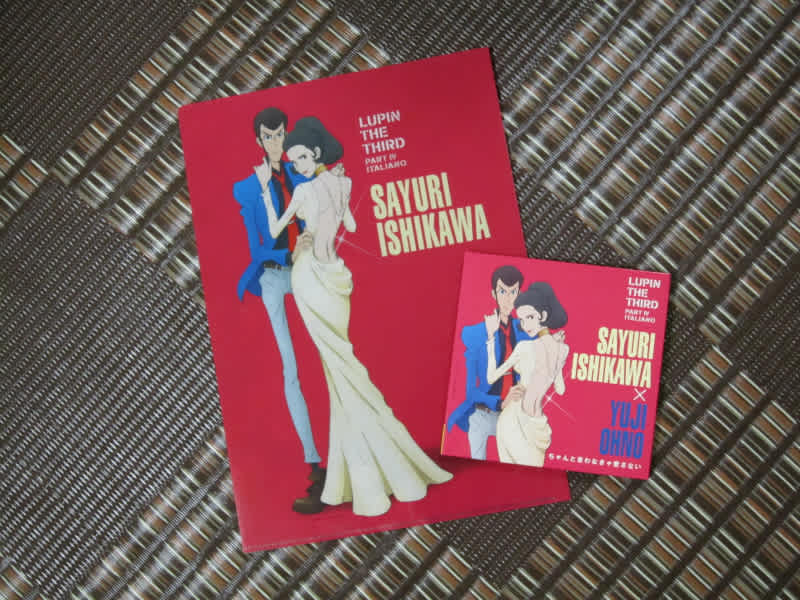 LUPIN
THE
THIRD
PART IV
ITALIANO
SAYURI
ISHIKAWA
LUPIN
THE
THIRD
PART IV
ITALIANO
SAYURI
ISHIKAWA
×
YUJI
OHNO
ちゃんと言わなきゃ愛さない